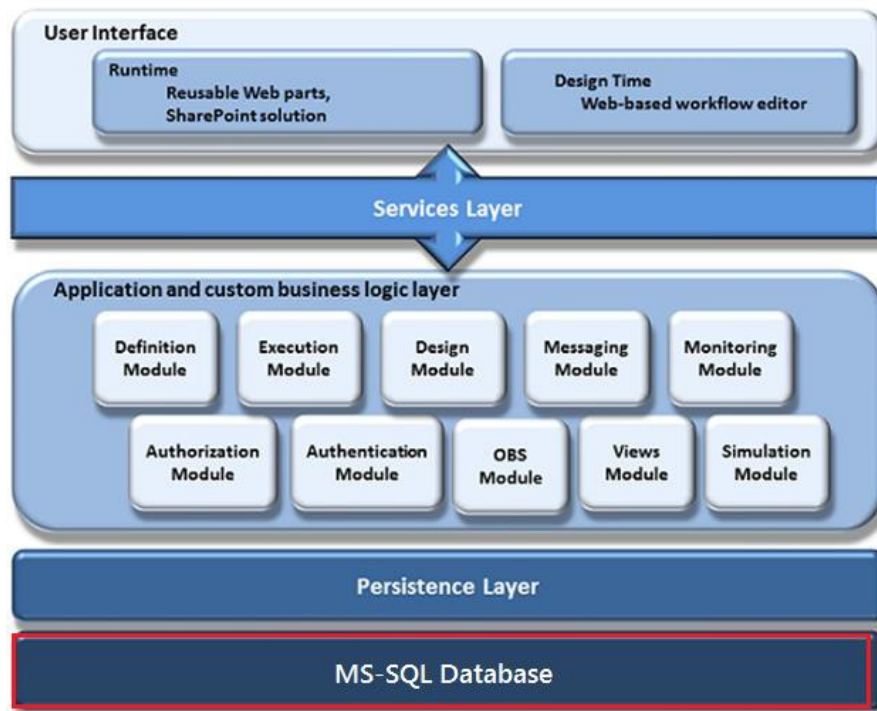 User Interface
Runtime
Reusable Web parts,
SharePoint solution
Design Time
Web-based workflow editor
Services Layer
Application and custom business logic layer
Definition
Module
Execution
Module
Design
Module
Messaging
Module
Monitoring
Module
Authorization
Module
Authentication
Module
OBS
Module
Views
Module
Simulation
Module
Persistence Layer
MS-SQL Database